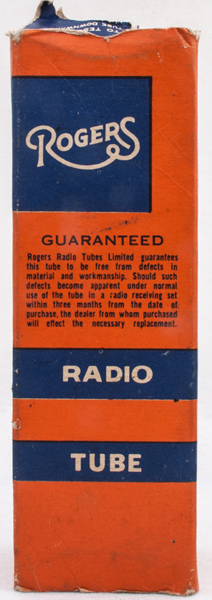 ROGERS
GUARANTEED
Rogers Radio Tubes Limited guarantees
this tube to be free from defects in
material and workmanship. Should such
defects become apparent under normal
use of the tube in a radio receiving set
within three months from the date of
purchase, the dealer from whom purchased
will effect the necessary replacement.
RADIO
TUBE